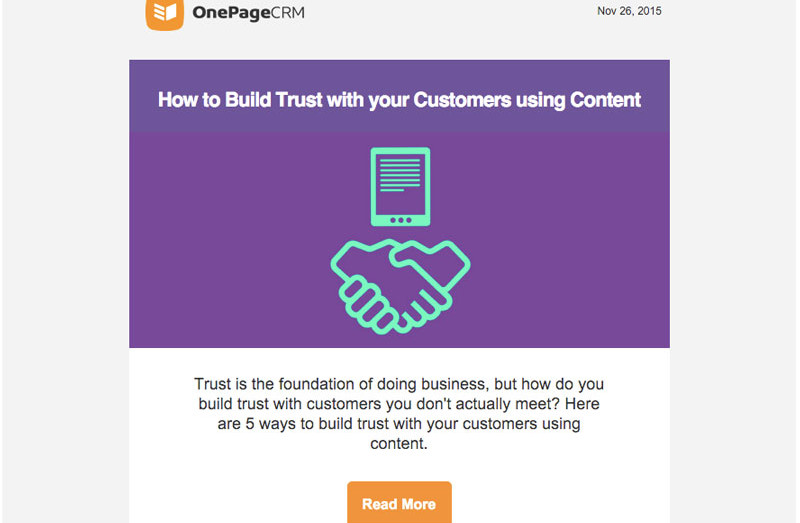 OnePageCRM
Nov 26, 2015
How to Build Trust with your Customers using Content
Trust is the foundation of doing business, but how do you
build trust with customers you don't actually meet? Here
are 5 ways to build trust with your customers using
content.
Read More